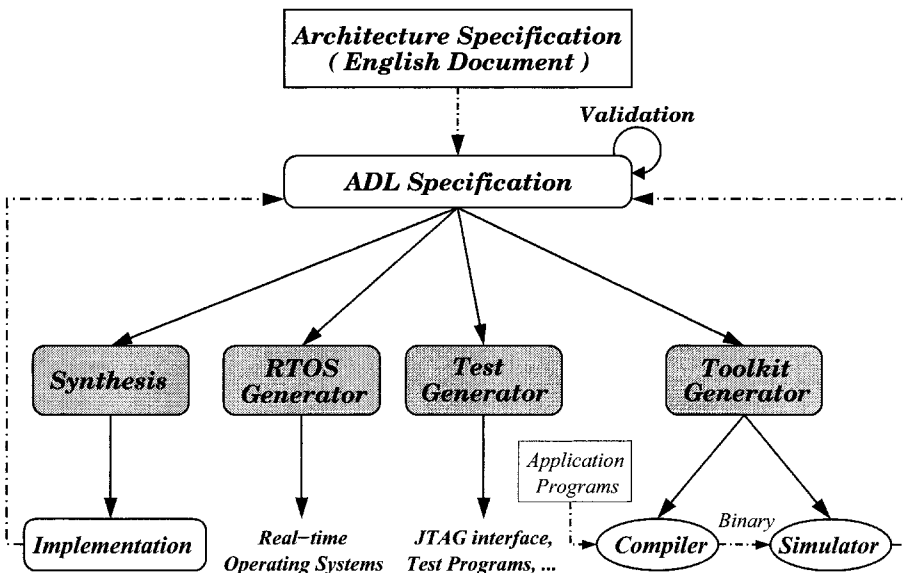 Architecture Specification
( English Document )
Validation
ADL Specification
Synthesis
RTOS
Generator
Test
Generator
Toolkit
Generator
Application
Programs
Implementation
Real-time
Operating Systems
JTAG interface,
Test Programs, ...
Compiler
Binary
Simulator